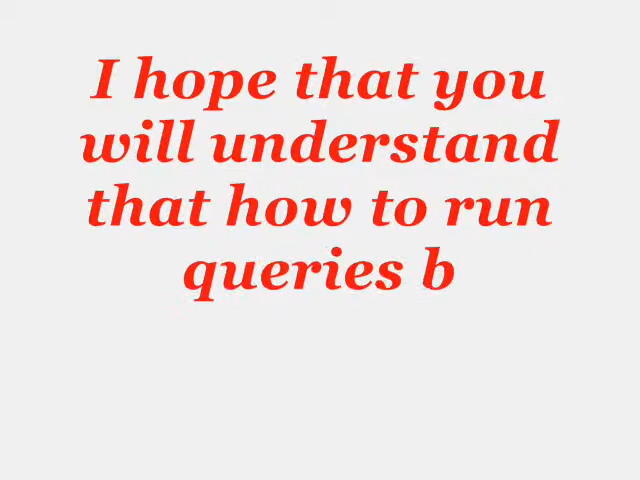 I hope that you
will understand
that how to run
queries b